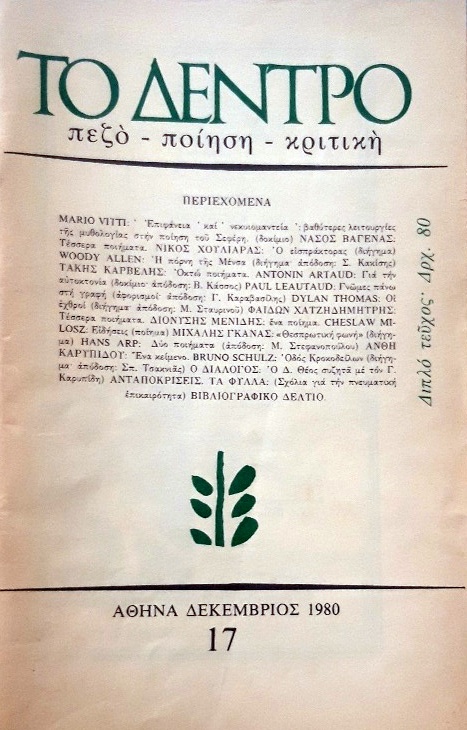 ΤΟ ΔΕΝΤΡΟ
πεζὸ - ποίηση - κριτικὴ
ΠΕΡΙΕΧΟΜΕΝΑ
MARIO VITTI: ᾽Επιφάνεια ᾽ καί ᾽ νεκυιομαντεία ᾽: βαθύτερες λειτουργίες
τῆς μυθολογίας στήν ποίηση τοῦ Σεφέρη. (δοκίμιο) ΝΑΣΟΣ ΒΑΓΕΝΑΣ:
Τέσσερα ποιήματα. ΝΙΚΟΣ ΧΟΥΛΙΑΡΑΣ: Ὁ εἰσπράκτορας (διήγημα)
WOODY ALLEN: Ἡ πόρνη τῆς Μένσα (διήγημα· ἀπόδοση: Σ. Κακίσης)
ΤΑΚΗΣ ΚΑΡΒΕΛΗΣ: Ὀκτώ ποιήματα. ANTONIN ARTAUD: Γιά τήν
αὐτοκτονία (δοκίμιο· ἀπόδοση: Β. Κάσσος) PAUL LEAUTAUD: Γνῶμες πάνω
στή γραφή (ἀφορισμοί· ἀπόδοση: Γ. Καραβασίλης) DYLAN THOMAS: Οἱ
ἐχθροί (διήγημα· ἀπόδοση: Μ. Σταυρινοῦ) ΦΑΙΔΩΝ ΧΑΤΖΗΔΗΜΗΤΡΗΣ:
Τέσσερα ποιήματα. ΔΙΟΝΥΣΗΣ ΜΕΝΙΔΗΣ: ἕνα ποίημα. CHESLAW MI-
LOSZ: Εἰδήσεις (ποίημα) ΜΙΧΑΛΗΣ ΓΚΑΝΑΣ: «Θεσπρωτική φωνή» (διήγη-
μα) HANS ARP: Δύο ποιήματα (ἀπόδοση: Μ. Στεφανοπούλου) ΑΝΘΗ
ΚΑΡΥΠΙΔΟΥ: Ἕνα κείμενο. BRUNO SCHULZ: Ὁδός Κροκοδείλων (διήγη-
μα· ἀπόδοση: Σπ. Τσακνιᾶς) Ο ΔΙΑΛΟΓΟΣ: Ὁ Δ. Θέος συζητᾶ μέ τόν Γ.
Καρυπίδη) ΑΝΤΑΠΟΚΡΙΣΕΙΣ. ΤΑ ΦΥΛΛΑ: (Σχόλια γιά τήν πνευματική
ἐπικαιρότητα) ΒΙΒΛΙΟΓΡΑΦΙΚΟ ΔΕΛΤΙΟ.
Διπλό τεῦχος· Δρχ. 80
ΑΘΗΝΑ ΔΕΚΕΜΒΡΙΟΣ 1980
17